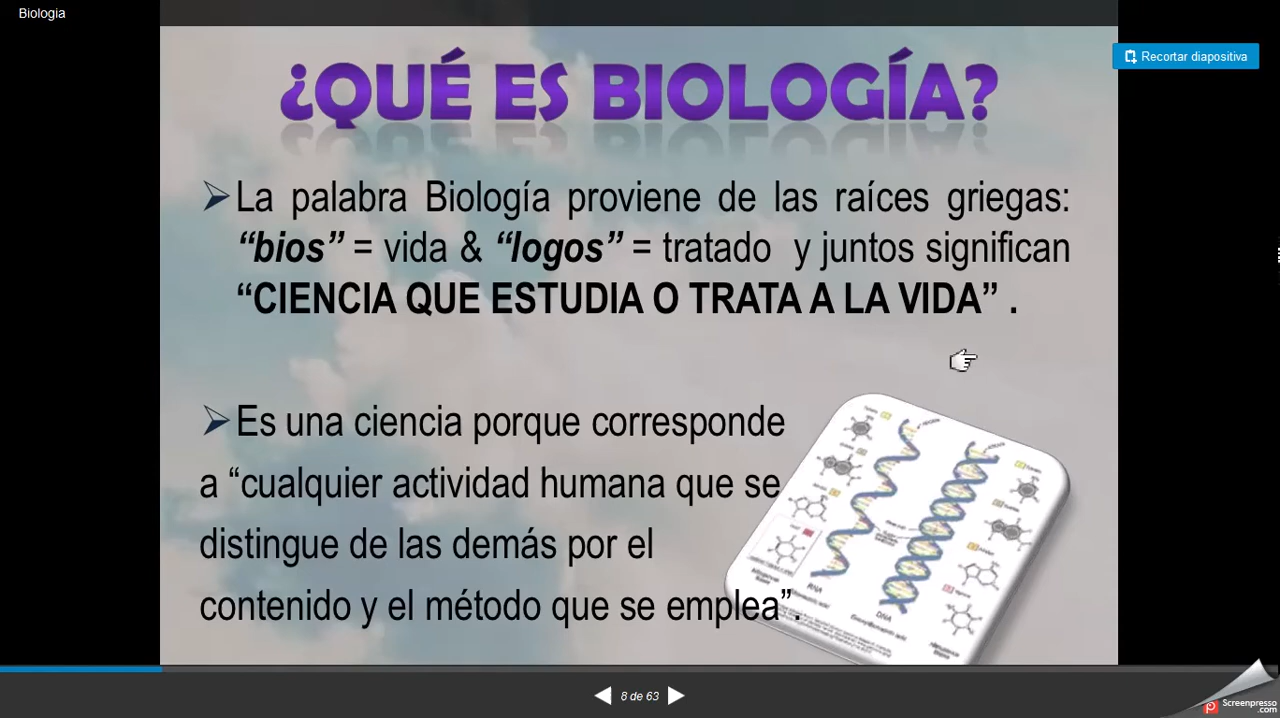 Biologia
Recortar diapositiva
¿QUÉ ES BIOLOGÍA?
La palabra Biología proviene de las raíces griegas:
“bios” = vida & “logos” = tratado y juntos significan
“CIENCIA QUE ESTUDIA O TRATA A LA VIDA” .
Es una ciencia porque corresponde
a “cualquier actividad humana que se
distingue de las demás por el
contenido y el método que se emplea”.
RNA
DNA
8 de 63
Screenpresso
.com